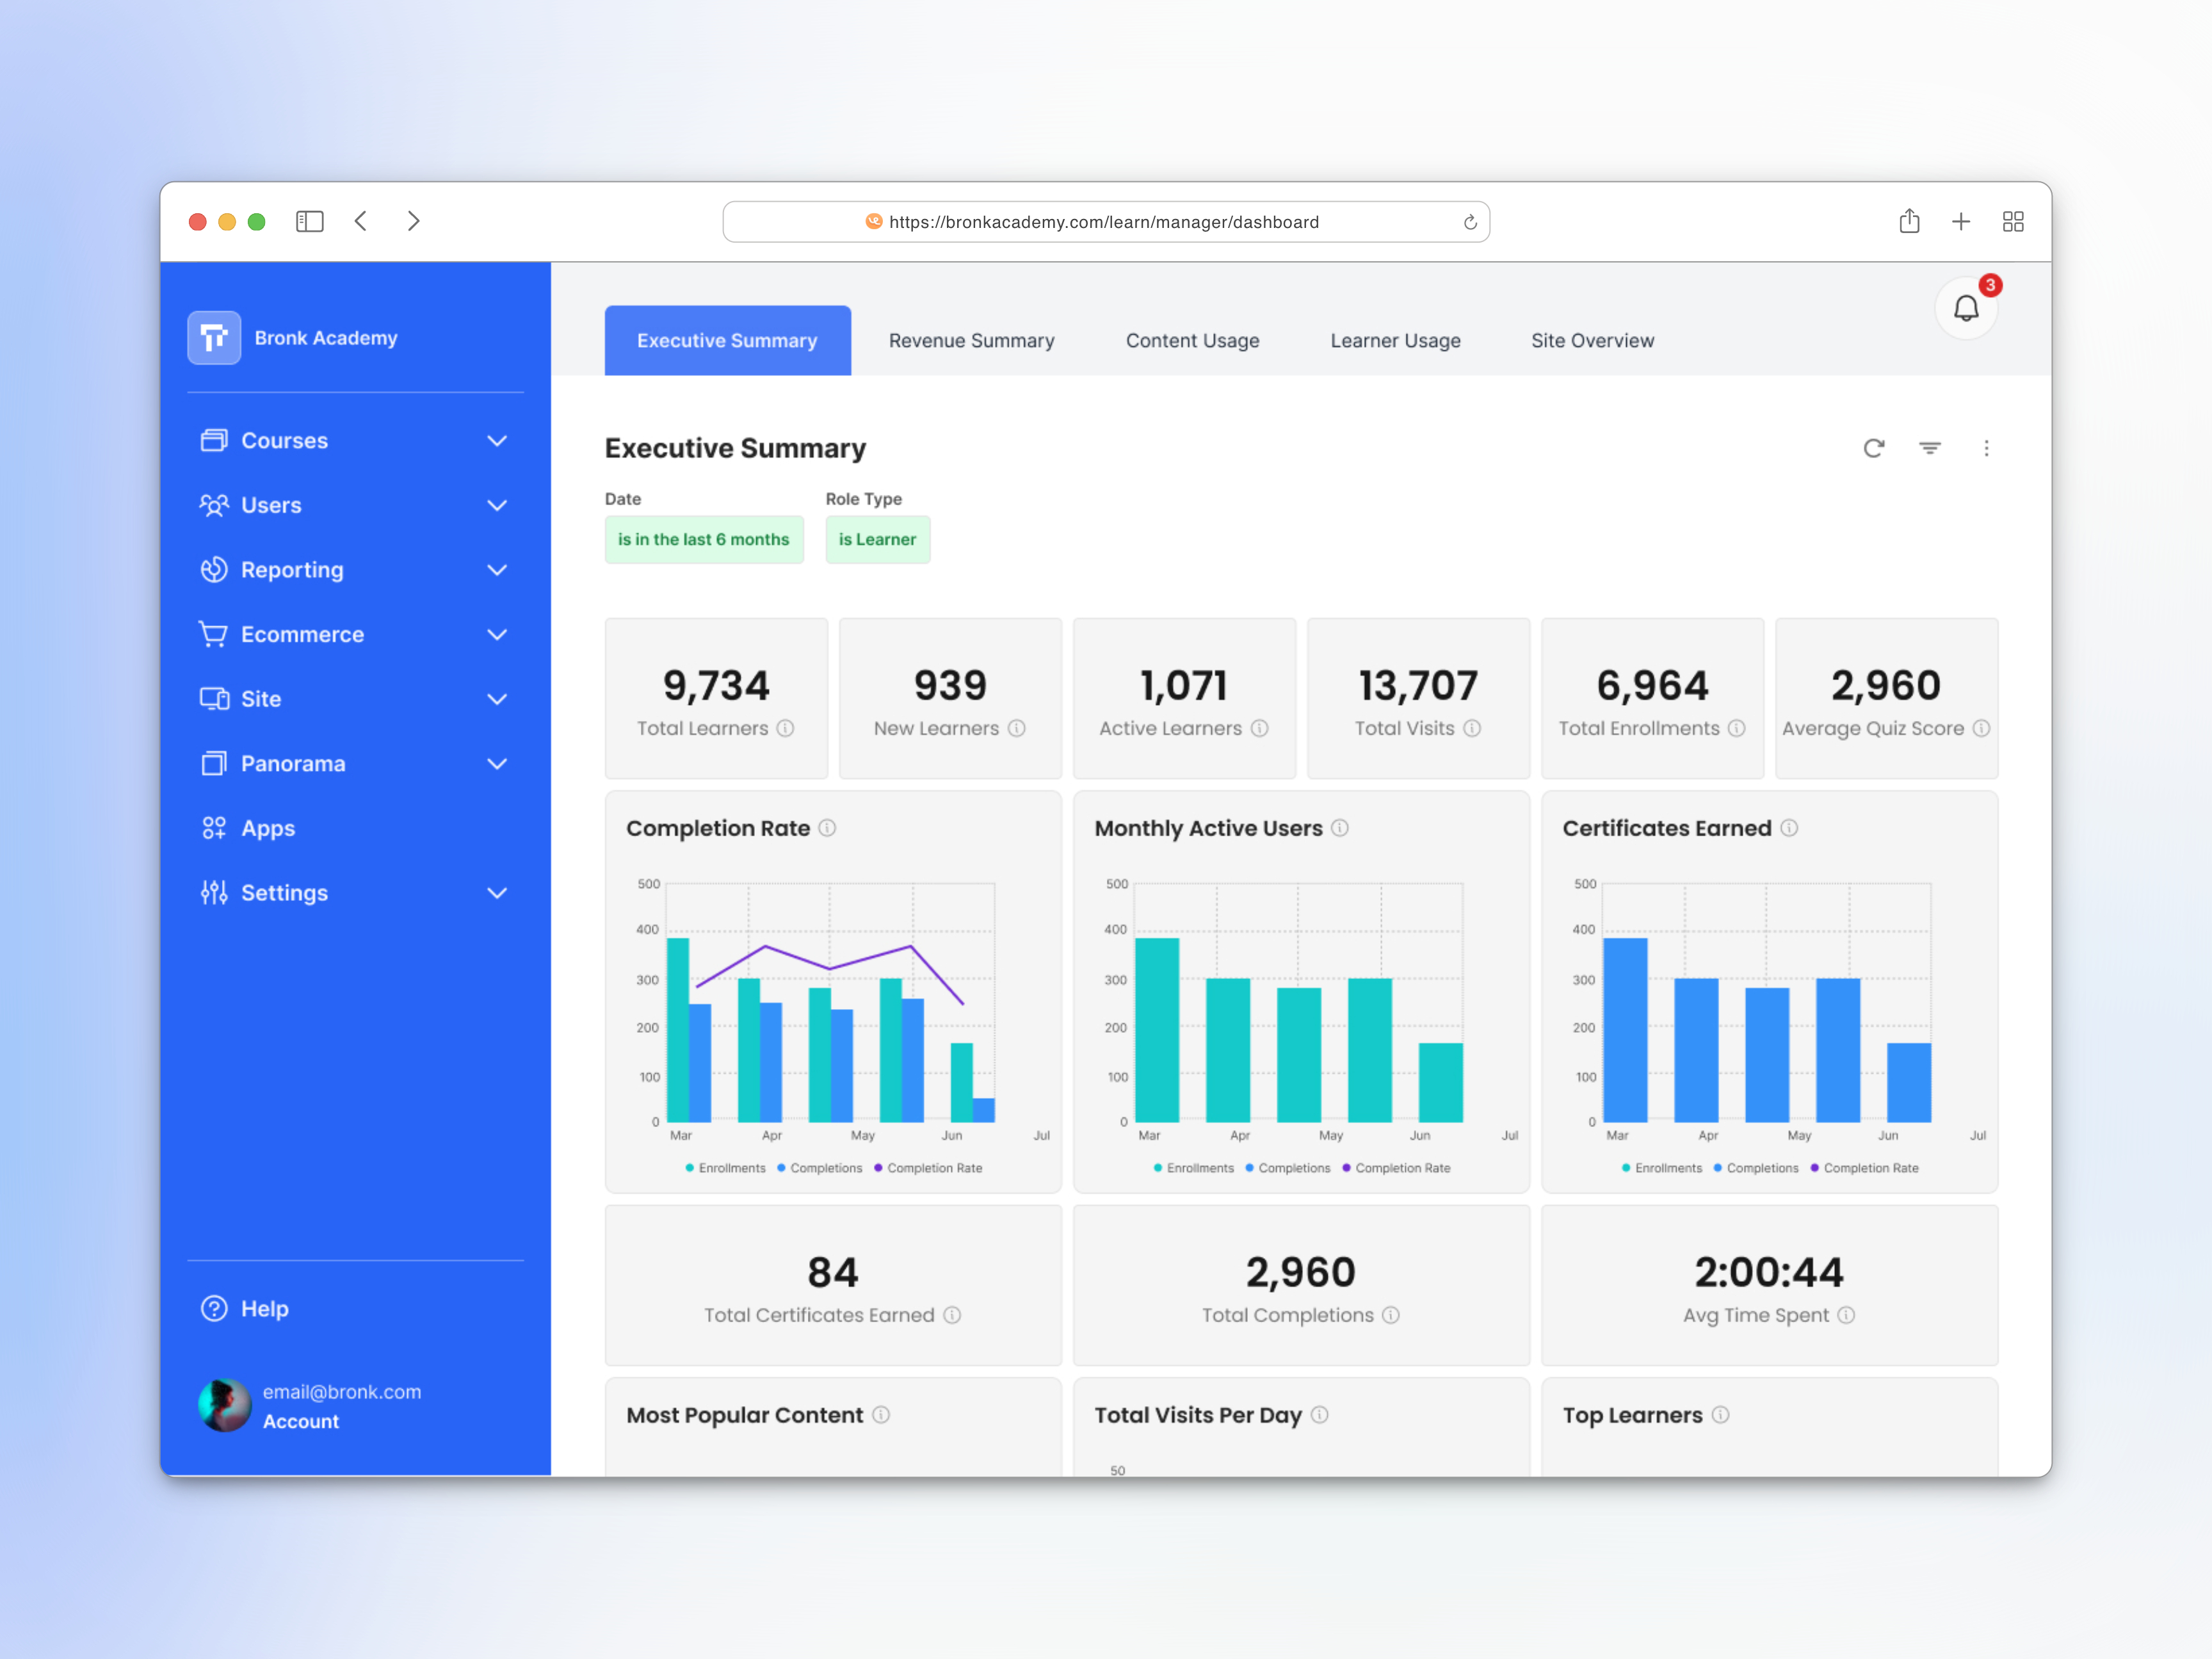 https://bronkacademy.com/learn/manager/dashboard
Bronk Academy
Courses
Users
Reporting
Ecommerce
Site
Panorama
Apps
Settings
Help
email@bronk.com
Account
3
Executive Summary Revenue Summary Content Usage Learner Usage Site Overview
Executive Summary
Date Role Type
is in the last 6 months is Learner
9,734 939 1,071 13,707 6,964 2,960
Total Learners New Learners Active Learners Total Visits Total Enrollments Average Quiz Score
Completion Rate
500
400
300
200
100
0
Mar Apr May Jun Jul
Enrollments Completions Completion Rate
Monthly Active Users
500
400
300
200
100
0
Mar Apr May Jun Jul
Enrollments Completions Completion Rate
Certificates Earned
500
400
300
200
100
0
Mar Apr May Jun Jul
Enrollments Completions Completion Rate
84 2,960 2:00:44
Total Certificates Earned Total Completions Avg Time Spent
Most Popular Content Total Visits Per Day Top Learners
50